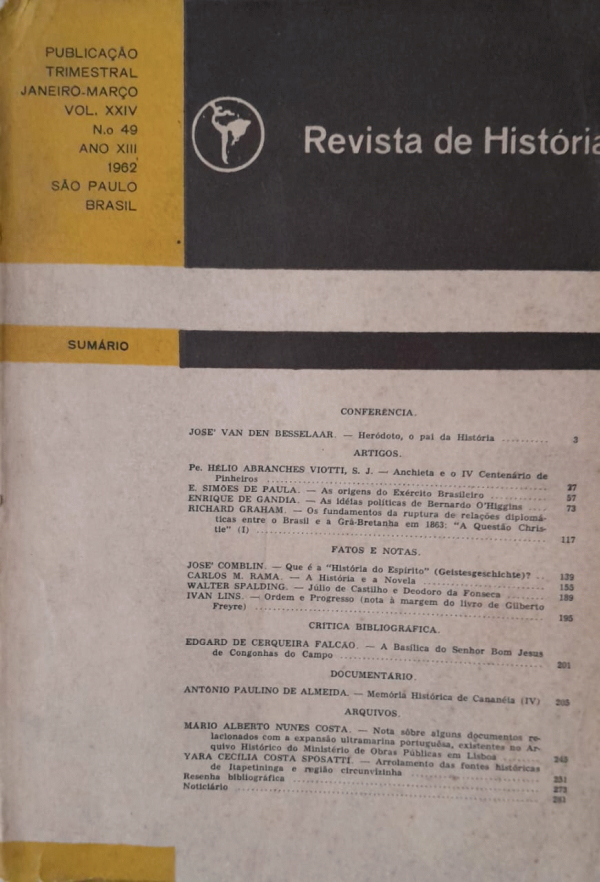 PUBLICAÇÃO
TRIMESTRAL
JANEIRO-MARÇO
VOL. XXIV
N.o 49
ANO XIII
1962
SÃO PAULO
BRASIL
Revista de História
SUMÁRIO
CONFERÊNCIA.
JOSE' VAN DEN BESSELAAR. — Heródoto, o pai da História .......... 3
ARTIGOS.
Pe. HÉLIO ABRANCHES VIOTTI, S. J. — Anchieta e o IV Centenário de
Pinheiros .................................................. 27
E. SIMÕES DE PAULA. — As origens do Exército Brasileiro .......... 57
ENRIQUE DE GANDIA. — As idéias políticas de Bernardo O'Higgins .... 73
RICHARD GRAHAM. — Os fundamentos da ruptura de relações diplomá-
ticas entre o Brasil e a Grã-Bretanha em 1863: "A Questão Chris-
tie" (I) .................................................. 117
FATOS E NOTAS.
JOSE' COMBLIN. — Que é a "História do Espírito" (Geistesgeschichte)? .. 139
CARLOS M. RAMA. — A História e a Novela .................. 155
WALTER SPALDING. — Júlio de Castilho e Deodoro da Fonseca ........ 189
IVAN LINS. — Ordem e Progresso (nota à margem do livro de Gilberto
Freyre) .................................................. 195
CRITICA BIBLIOGRÁFICA.
EDGARD DE CERQUEIRA FALCÃO. — A Basílica do Senhor Bom Jesus
de Congonhas do Campo .................................. 201
DOCUMENTÁRIO.
ANTÔNIO PAULINO DE ALMEIDA. — Memória Histórica de Cananéia (IV) 205
ARQUIVOS.
MARIO ALBERTO NUNES COSTA. — Nota sôbre alguns documentos re-
lacionados com a expansão ultramarina portuguêsa, existentes no Ar-
quivo Histórico do Ministério de Obras Públicas em Lisboa ........ 243
YARA CECÍLIA COSTA SPOSATTI. — Arrolamento das fontes históricas
de Itapetininga e região circunvizinha .................. 251
Resenha bibliográfica .................................. 273
Noticiário ..................................